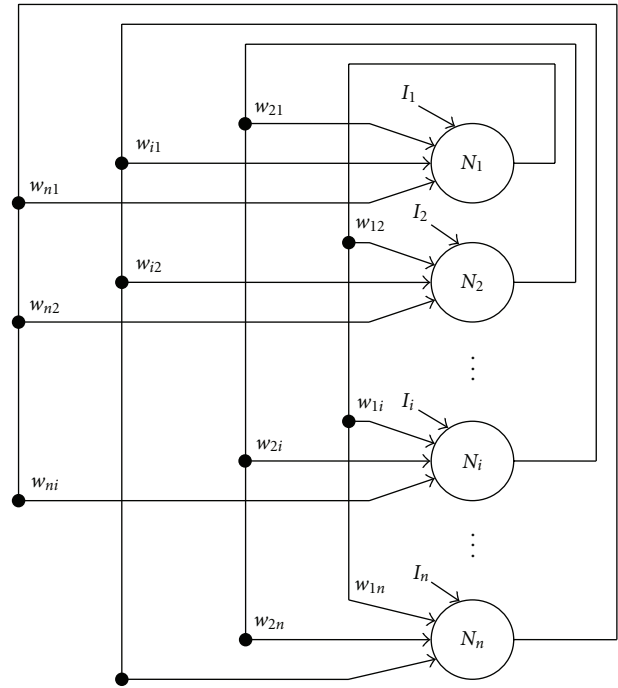 I₁
w₂₁
wᵢ₁
N₁
wₙ₁
I₂
w₁₂
wᵢ₂
N₂
wₙ₂
⋮
Iᵢ
w₁ᵢ
w₂ᵢ
Nᵢ
wₙᵢ
⋮
Iₙ
w₁ₙ
w₂ₙ
Nₙ